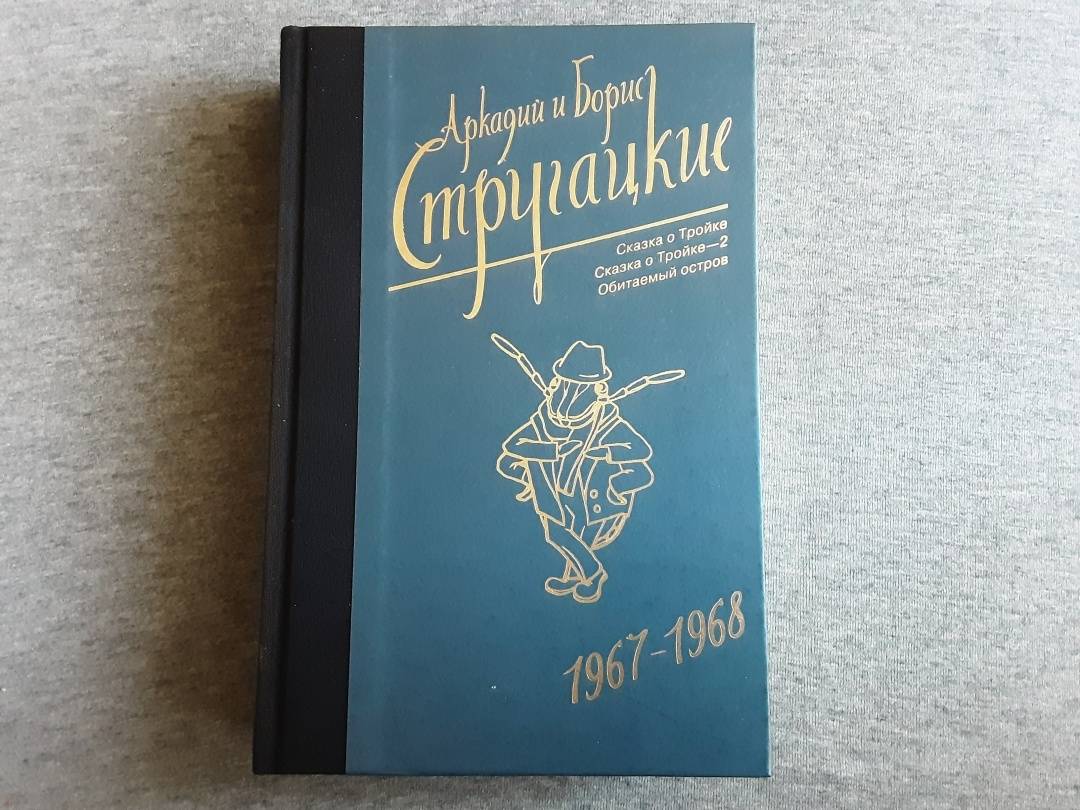 Аркадий и Борис
Стругацкие
Сказка о Тройке
Сказка о Тройке—2
Обитаемый остров
1967-1968